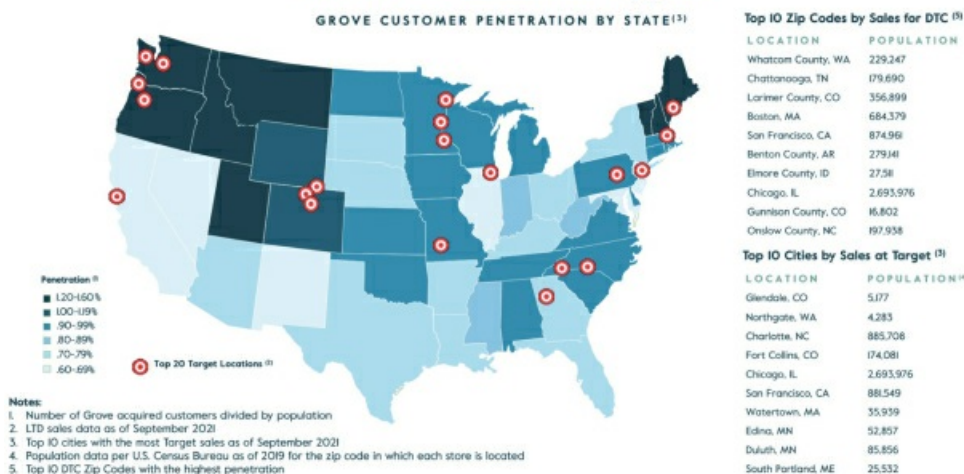 GROVE CUSTOMER PENETRATION BY STATE(3)
Penetration (1)
1.20-1.60%
1.00-1.19%
.90-.99%
.80-.89%
.70-.79%
.60-.69%
Top 20 Target Locations (2)
Notes:
1. Number of Grove acquired customers divided by population
2. LTD sales data as of September 2021
3. Top 10 cities with the most Target sales as of September 2021
4. Population data per U.S. Census Bureau as of 2019 for the zip code in which each store is located
5. Top 10 DTC Zip Codes with the highest penetration
Top 10 Zip Codes by Sales for DTC (5)
LOCATION POPULATION
Whatcom County, WA 229,247
Chattanooga, TN 179,690
Larimer County, CO 356,899
Boston, MA 684,379
San Francisco, CA 874,961
Benton County, AR 279,141
Elmore County, ID 27,511
Chicago, IL 2,693,976
Gunnison County, CO 16,802
Onslow County, NC 197,938
Top 10 Cities by Sales at Target (3)
LOCATION POPULATION(4
Glendale, CO 5,177
Northgate, WA 4,283
Charlotte, NC 885,708
Fort Collins, CO 174,081
Chicago, IL 2,693,976
San Francisco, CA 881,549
Watertown, MA 35,939
Edina, MN 52,857
Duluth, MN 85,856
South Portland, ME 25,532